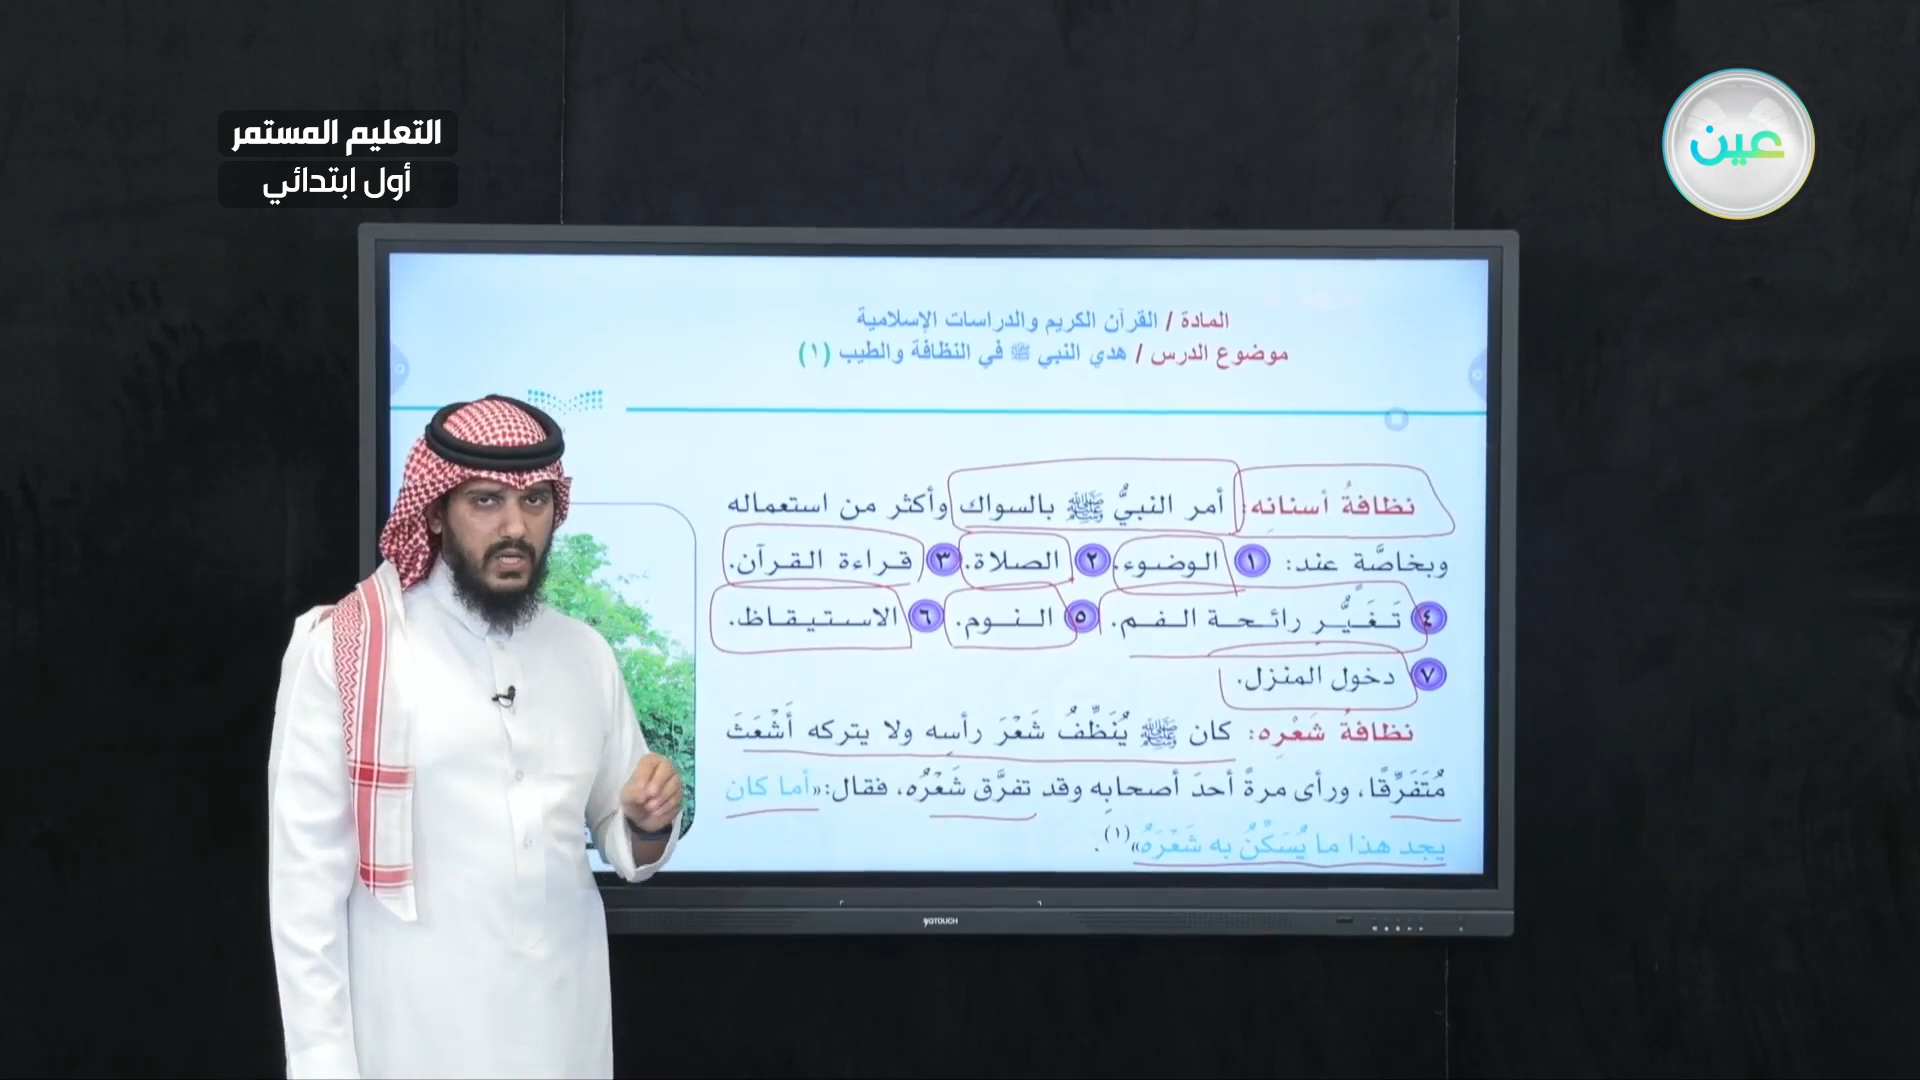 التعليم المستمر
أول ابتدائي
عين
المادة / القرآن الكريم والدراسات الإسلامية
موضوع الدرس / هدي النبي ﷺ في النظافة والطيب (١)
نظافةُ أسنانِه: أمر النبيُّ ﷺ بالسواك وأكثر من استعماله
وبخاصَّة عند: ١ الوضوء. ٢ الصلاة. ٣ قراءة القرآن.
٤ تَغَيُّرِ رائحة الفم. ٥ النوم. ٦ الاستيقاظ.
٧ دخول المنزل.
نظافةُ شَعْرِه: كان ﷺ يُنَظِّفُ شَعْرَ رأسِه ولا يتركه أَشْعَثَ
مُتَفَرِّقًا، ورأى مرةً أحدَ أصحابِه وقد تفرَّق شَعْرُه، فقال: «أما كان
يجد هذا ما يُسَكِّنُ به شَعْرَهُ»(١).
YQTOUCH